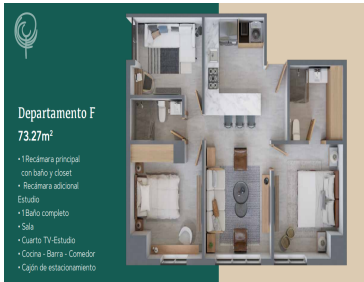 Departamento F
73.27m²
• 1 Recámara principal
con baño y closet
• Recámara adicional
Estudio
• 1 Baño completo
• Sala
• Cuarto TV-Estudio
• Cocina - Barra - Comedor
• Cajón de estacionamiento